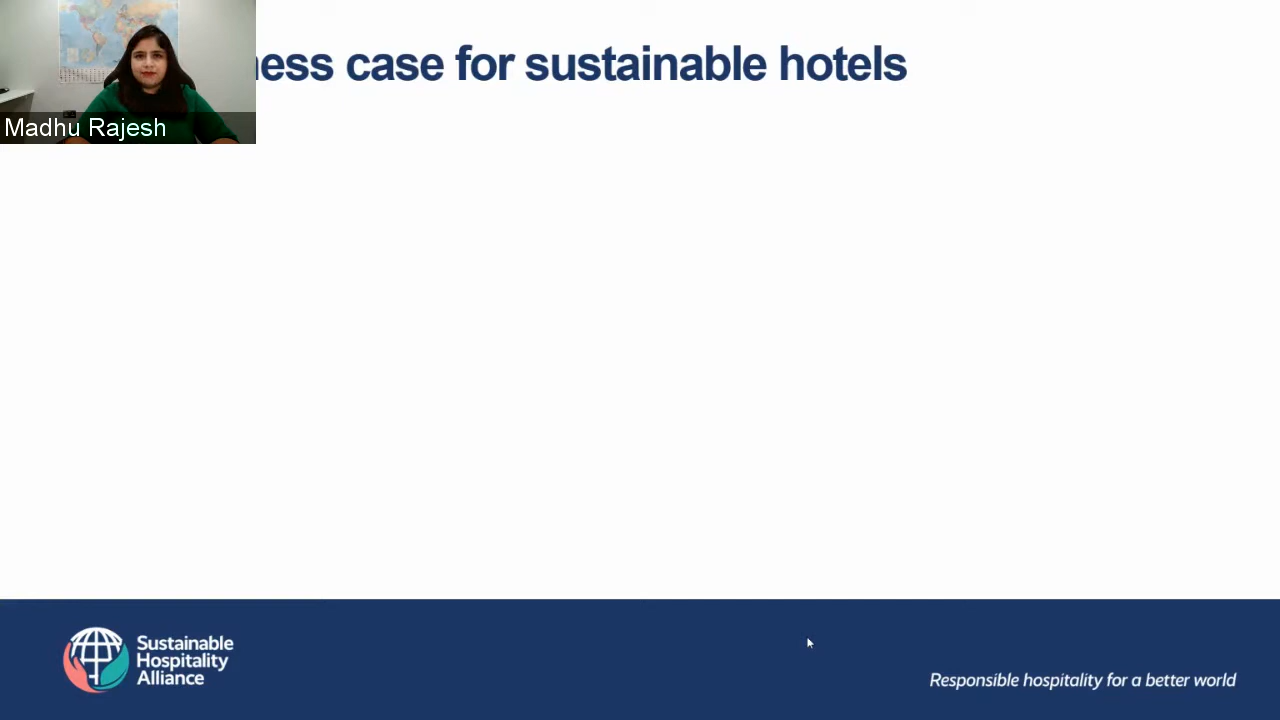 ness case for sustainable hotels
Madhu Rajesh
Sustainable
Hospitality
Alliance
Responsible hospitality for a better world